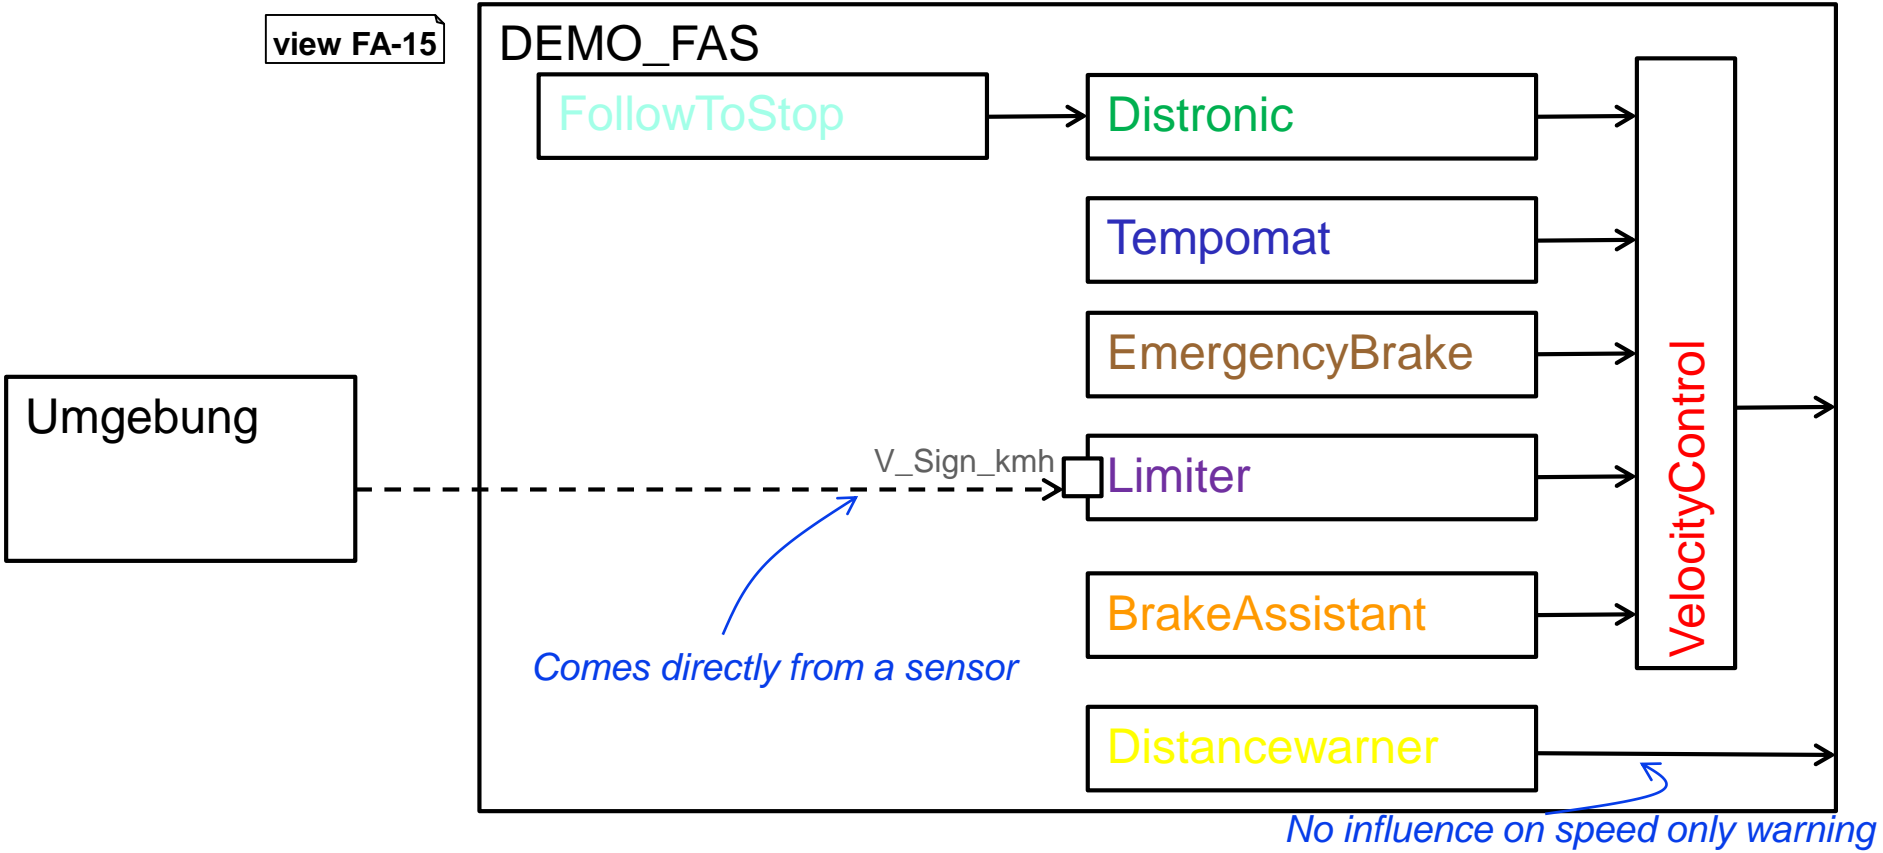 view FA-15
DEMO_FAS
FollowToStop
Distronic
Tempomat
EmergencyBrake
Umgebung
V_Sign_kmh
Limiter
VelocityControl
BrakeAssistant
Comes directly from a sensor
Distancewarner
No influence on speed only warning